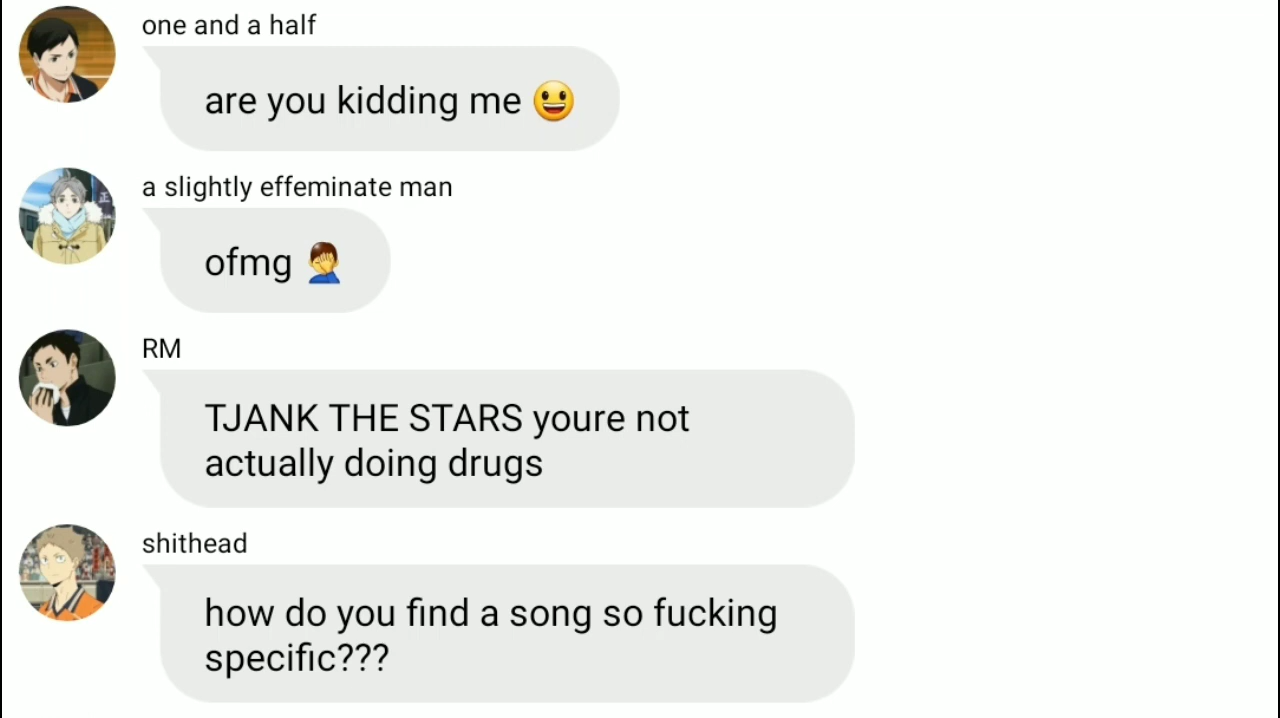 one and a half
are you kidding me 😃
a slightly effeminate man
ofmg 🤦‍♂️
RM
TJANK THE STARS youre not
actually doing drugs
shithead
how do you find a song so fucking
specific???